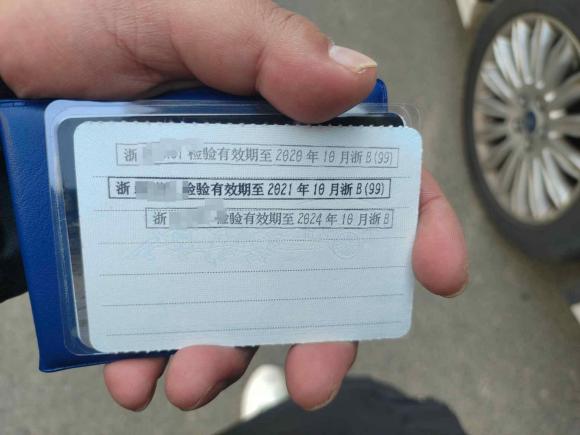 浙 检验有效期至 2020 年 10 月浙 B(99)
浙 检验有效期至 2021 年 10 月浙 B(99)
浙 检验有效期至 2024 年 10 月浙 B